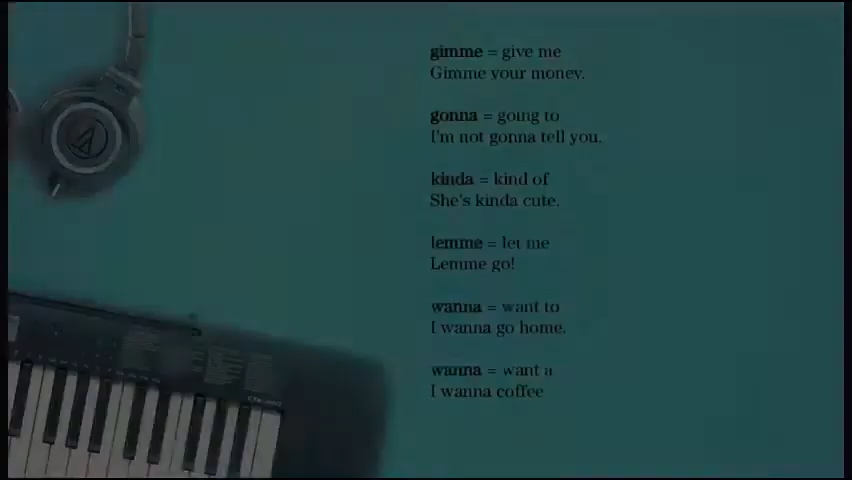 gimme = give me
Gimme your money.
gonna = going to
I'm not gonna tell you.
kinda = kind of
She's kinda cute.
lemme = let me
Lemme go!
wanna = want to
I wanna go home.
wanna = want a
I wanna coffee